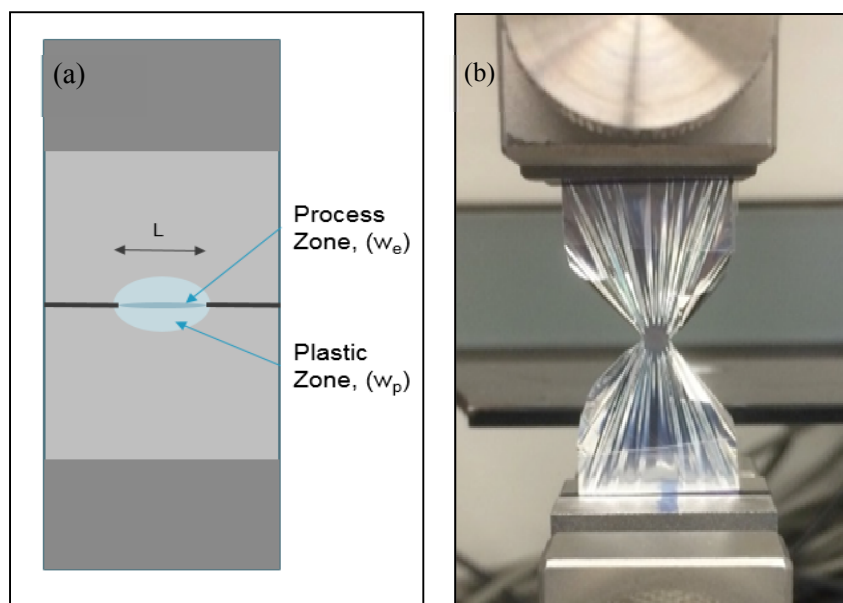 (a)
L
Process
Zone, (wₑ)
Plastic
Zone, (wₚ)
(b)